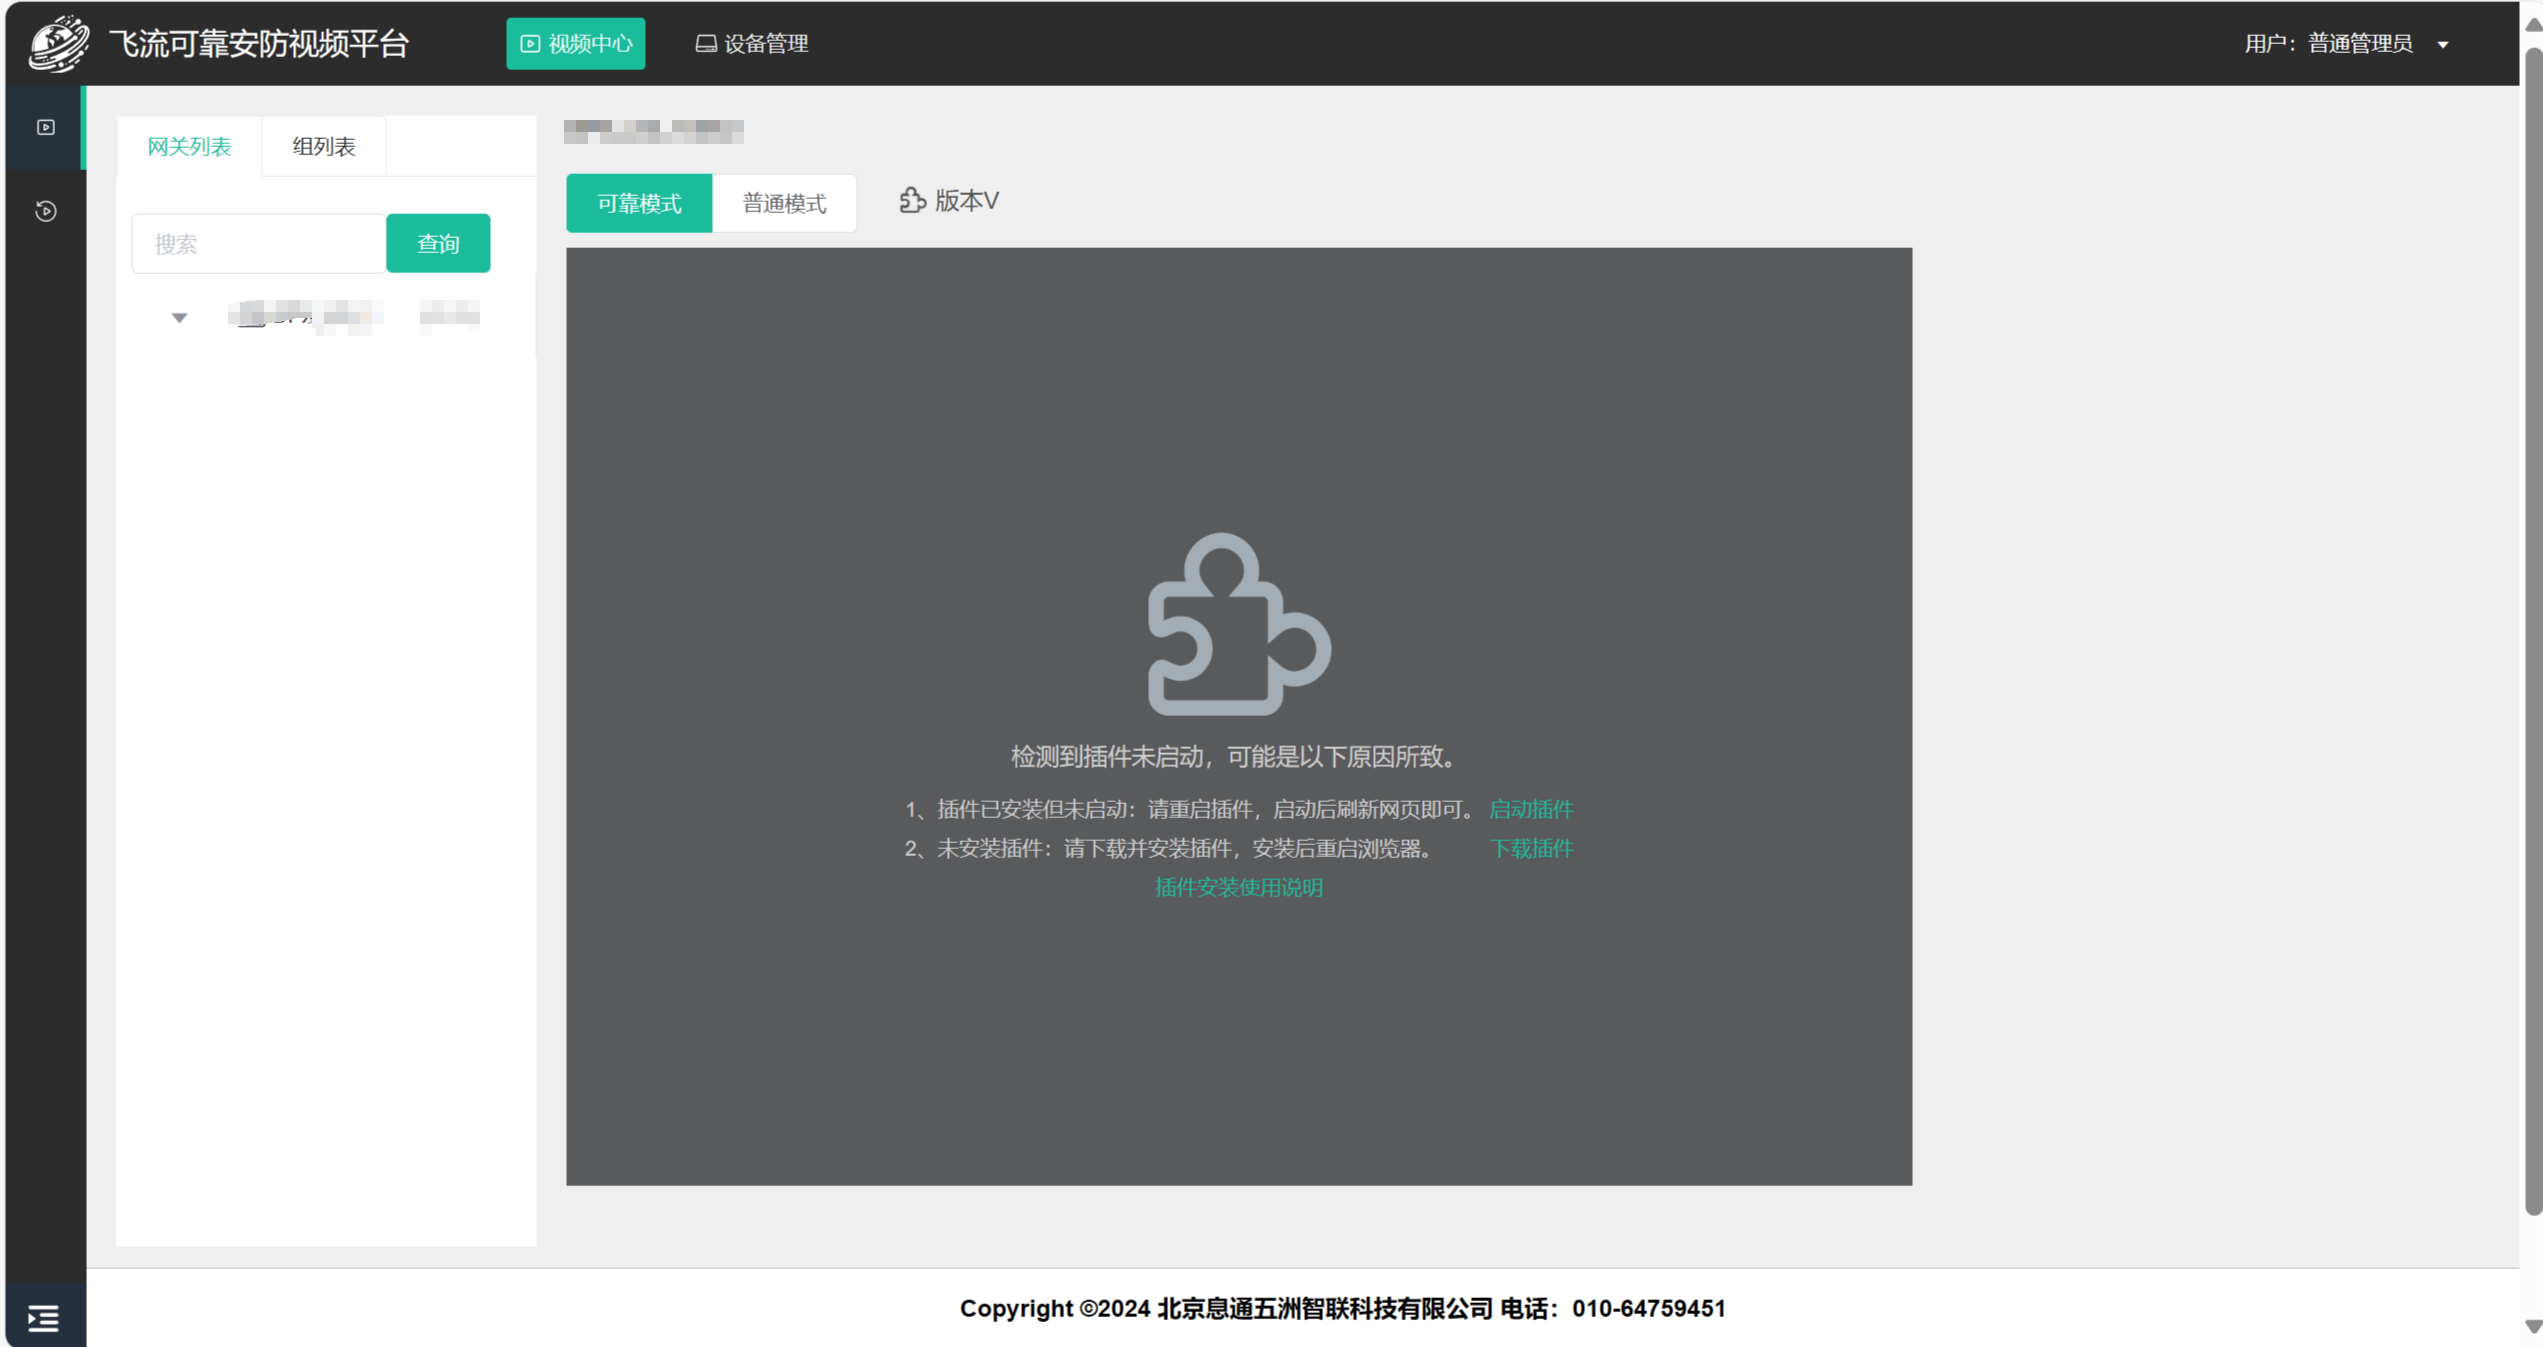 飞流可靠安防视频平台
视频中心
设备管理
用户：普通管理员
网关列表
组列表
搜索
查询
可靠模式
普通模式
版本V
检测到插件未启动，可能是以下原因所致。
1、插件已安装但未启动：请重启插件，启动后刷新网页即可。 启动插件
2、未安装插件：请下载并安装插件，安装后重启浏览器。 下载插件
插件安装使用说明
Copyright ©2024 北京息通五洲智联科技有限公司 电话：010-64759451